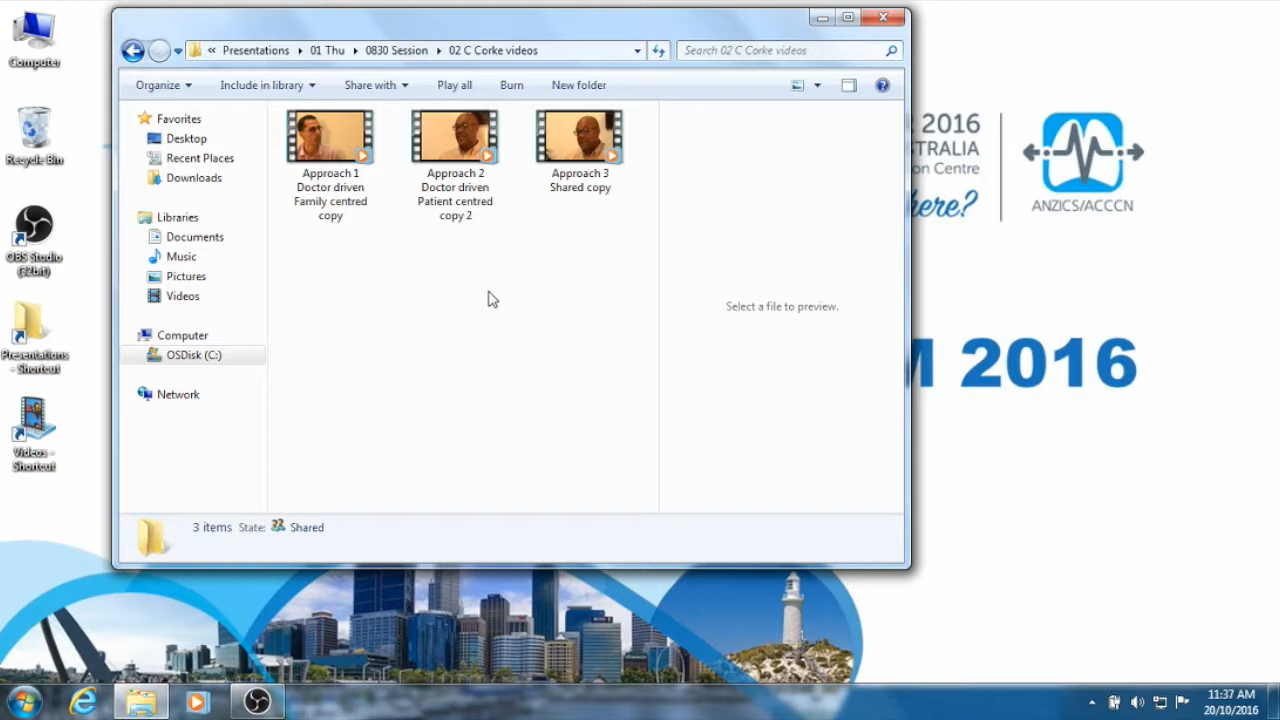 Computer
Recycle Bin
OBS Studio
(32bit)
Presentations
- Shortcut
Videos -
Shortcut
« Presentations 01 Thu 0830 Session 02 C Corke videos
Search 02 C Corke videos
Organize Include in library Share with Play all Burn New folder
Favorites
Desktop
Recent Places
Downloads
Libraries
Documents
Music
Pictures
Videos
Computer
OSDisk (C:)
Network
Approach 1
Doctor driven
Family centred
copy
Approach 2
Doctor driven
Patient centred
copy 2
Approach 3
Shared copy
Select a file to preview.
3 items State: Shared
2016
STRALIA
on Centre
here?
ANZICS/ACCCN
M 2016
11:37 AM
20/10/2016